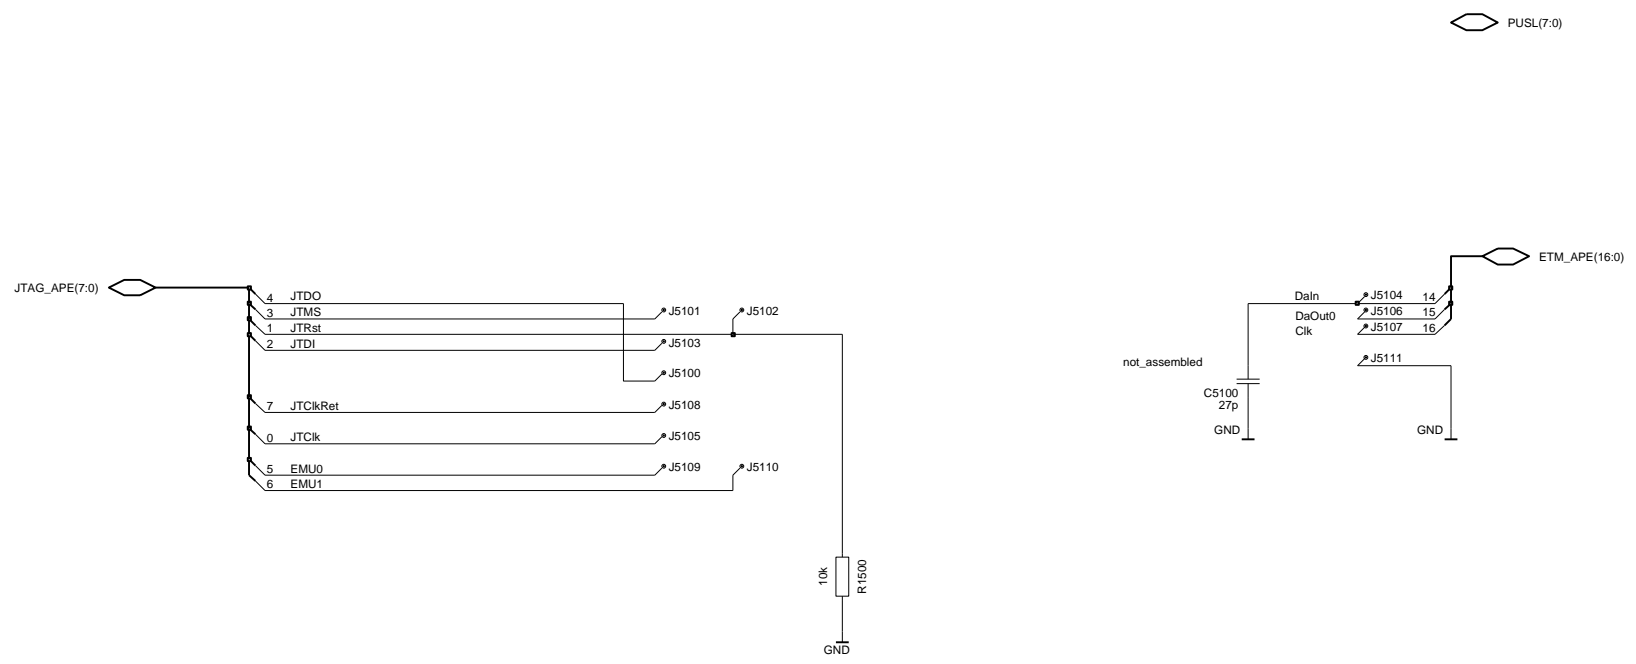 PUSL(7:0)
ETM_APE(16:0)
JTAG_APE(7:0)
4 JTDO
3 JTMS J5101 J5102
1 JTRst
2 JTDI J5103
J5100
7 JTClkRet J5108
0 JTClk J5105
5 EMU0 J5109 J5110
6 EMU1
10k R1500
GND
DaIn J5104 14
DaOut0 J5106 15
Clk J5107 16
J5111
not_assembled
C5100
27p
GND GND